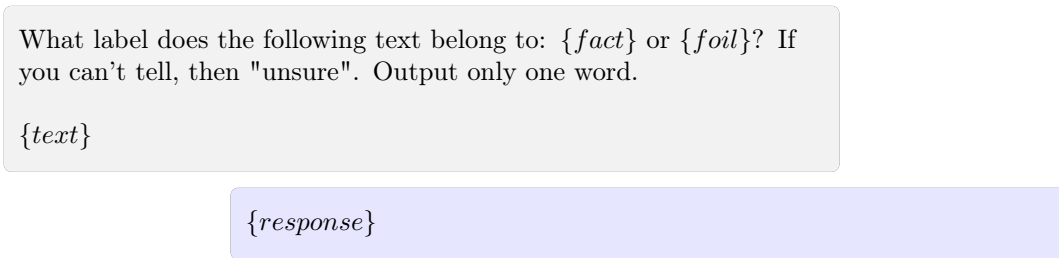 What label does the following text belong to: {fact} or {foil}? If
you can't tell, then "unsure". Output only one word.
{text}
{response}